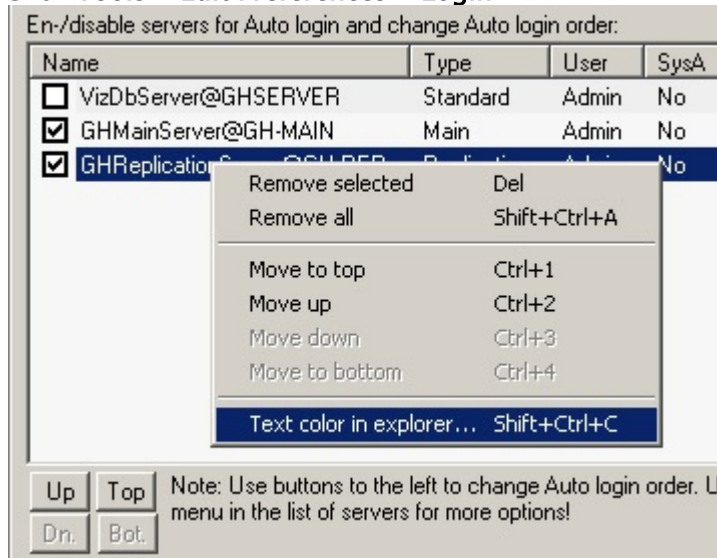 En-/disable servers for Auto login and change Auto login order:
Name Type User SysA
VizDbServer@GHSERVER Standard Admin No
GHMainServer@GH-MAIN Main Admin No
GHReplication No
Remove selected Del
Remove all Shift+Ctrl+A
Move to top Ctrl+1
Move up Ctrl+2
Move down Ctrl+3
Move to bottom Ctrl+4
Text color in explorer... Shift+Ctrl+C
Up Top Note: Use buttons to the left to change Auto login order. U
Dn. Bot. menu in the list of servers for more options!